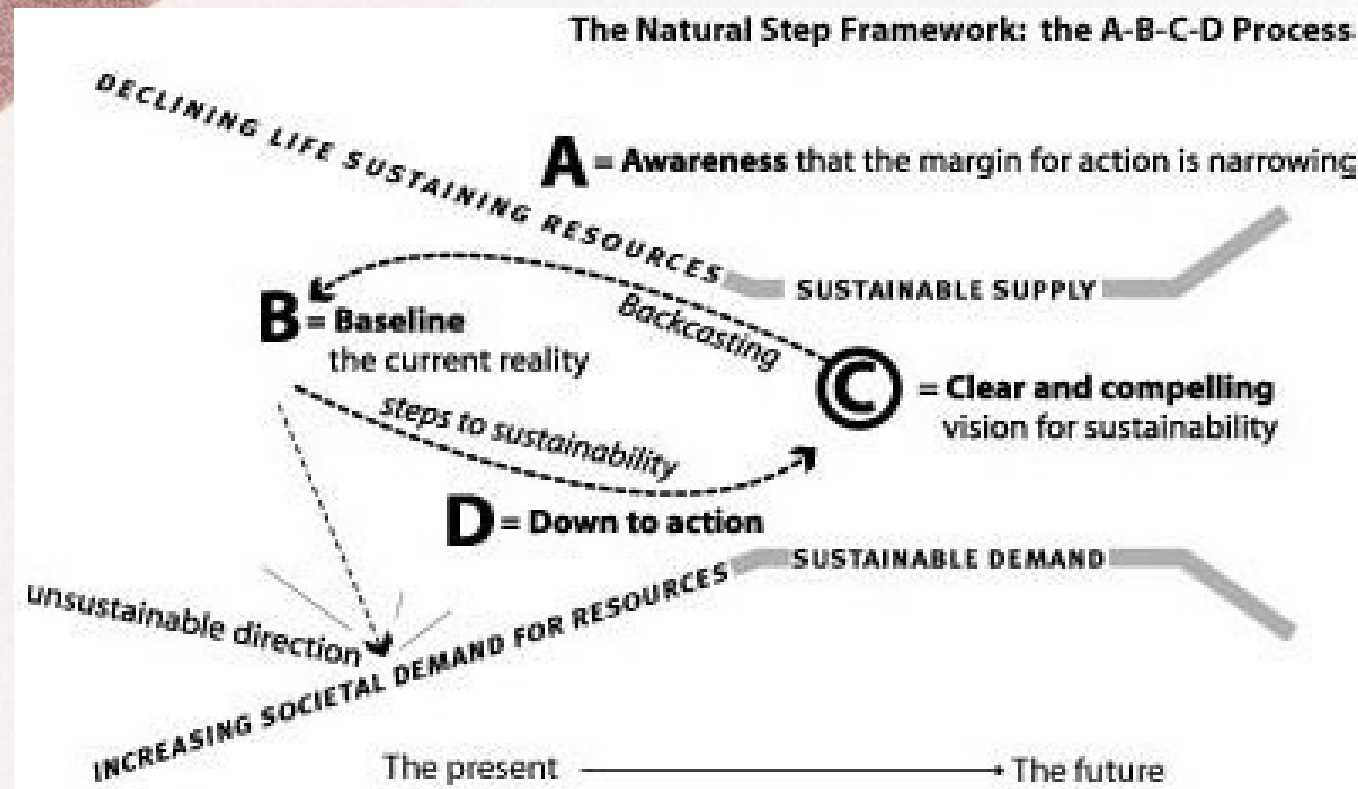 The Natural Step Framework: the A-B-C-D Process
DECLINING LIFE SUSTAINING RESOURCES
A = Awareness that the margin for action is narrowing
SUSTAINABLE SUPPLY
Backcasting
B = Baseline
the current reality
C = Clear and compelling
vision for sustainability
steps to sustainability
D = Down to action
SUSTAINABLE DEMAND
unsustainable direction
INCREASING SOCIETAL DEMAND FOR RESOURCES
The present
The future